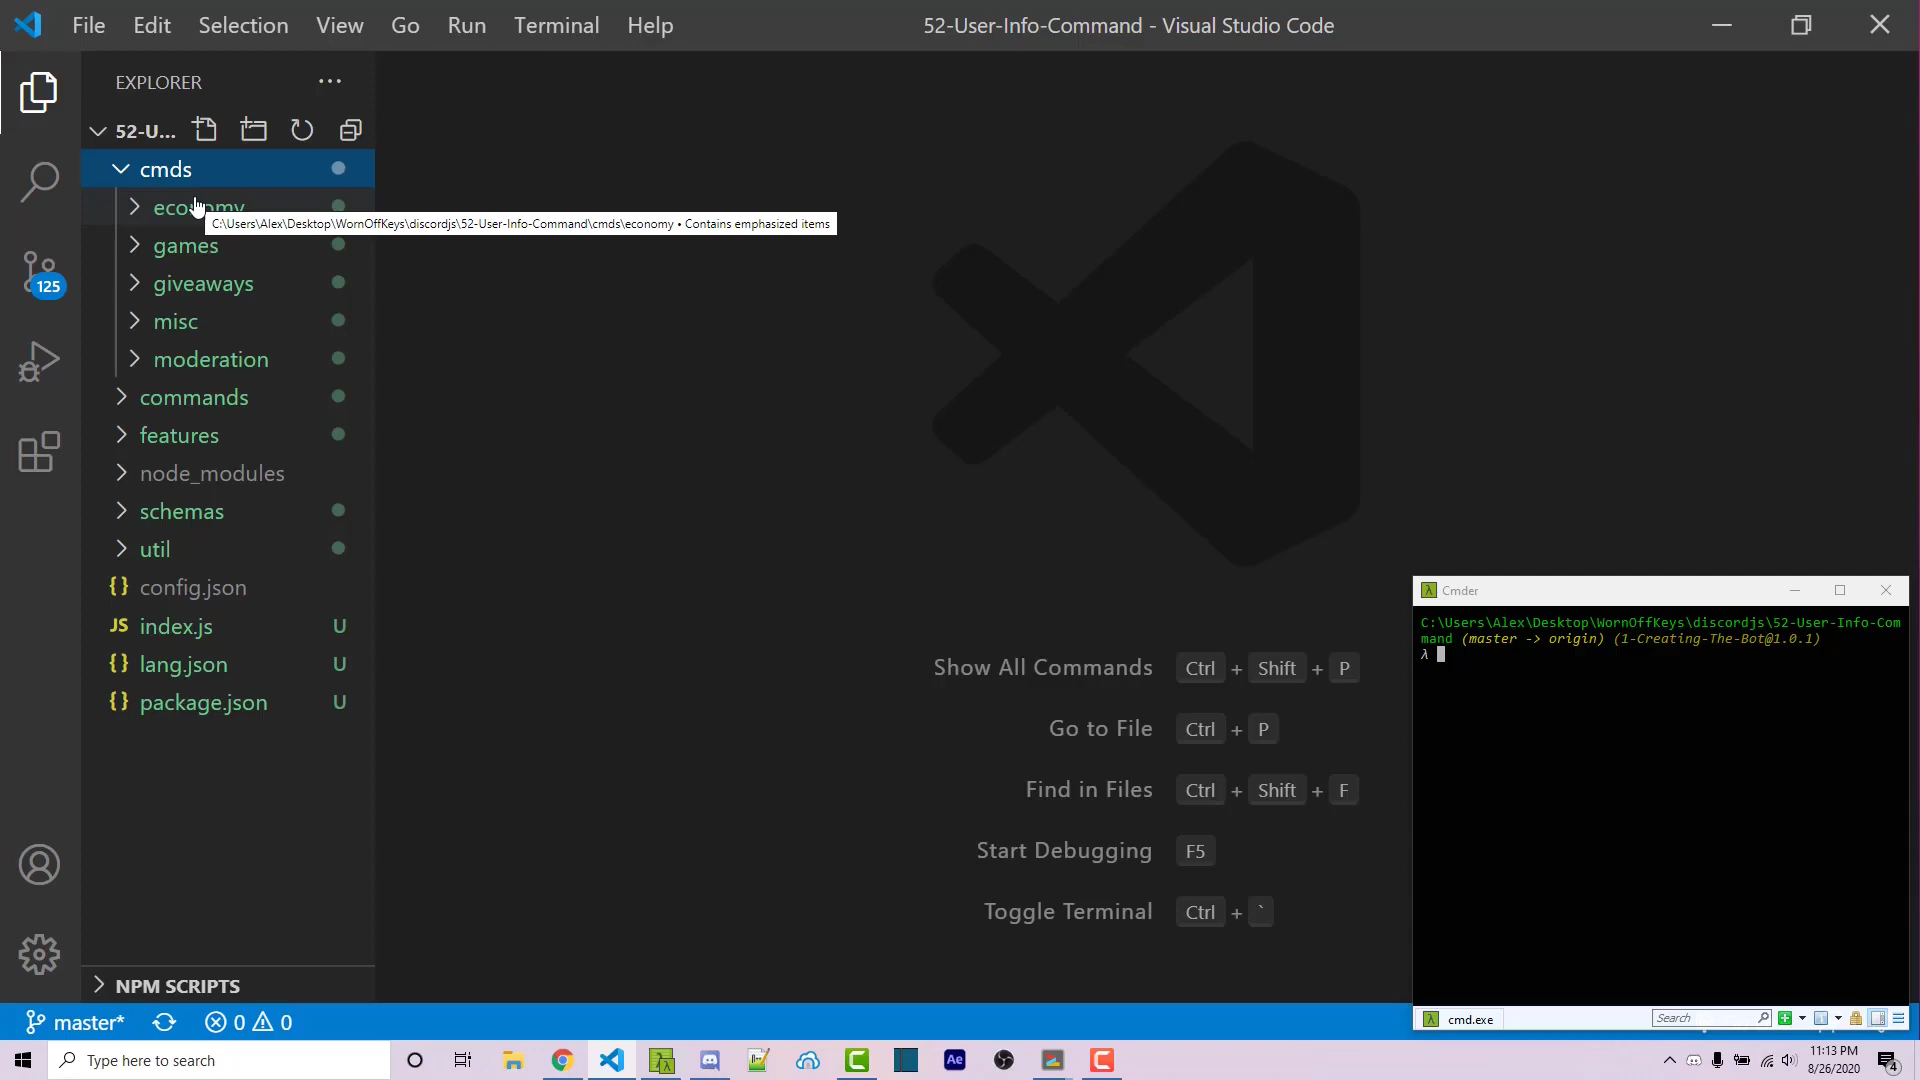 File Edit Selection View Go Run Terminal Help
52-User-Info-Command - Visual Studio Code
EXPLORER
52-U...
cmds
economy
C:\Users\Alex\Desktop\WornOffKeys\discordjs\52-User-Info-Command\cmds\economy • Contains emphasized items
games
giveaways
125
misc
moderation
commands
features
node_modules
schemas
util
{} config.json
JS index.js U
{} lang.json U
{} package.json U
NPM SCRIPTS
Show All Commands Ctrl + Shift + P
Go to File Ctrl + P
Find in Files Ctrl + Shift + F
Start Debugging F5
Toggle Terminal Ctrl + `
λ Cmder
C:\Users\Alex\Desktop\WornOffKeys\discordjs\52-User-Info-Com
mand (master -> origin) (1-Creating-The-Bot@1.0.1)
λ
λ cmd.exe
Search
master* 0 0
Type here to search
Ae
11:13 PM
8/26/2020
4